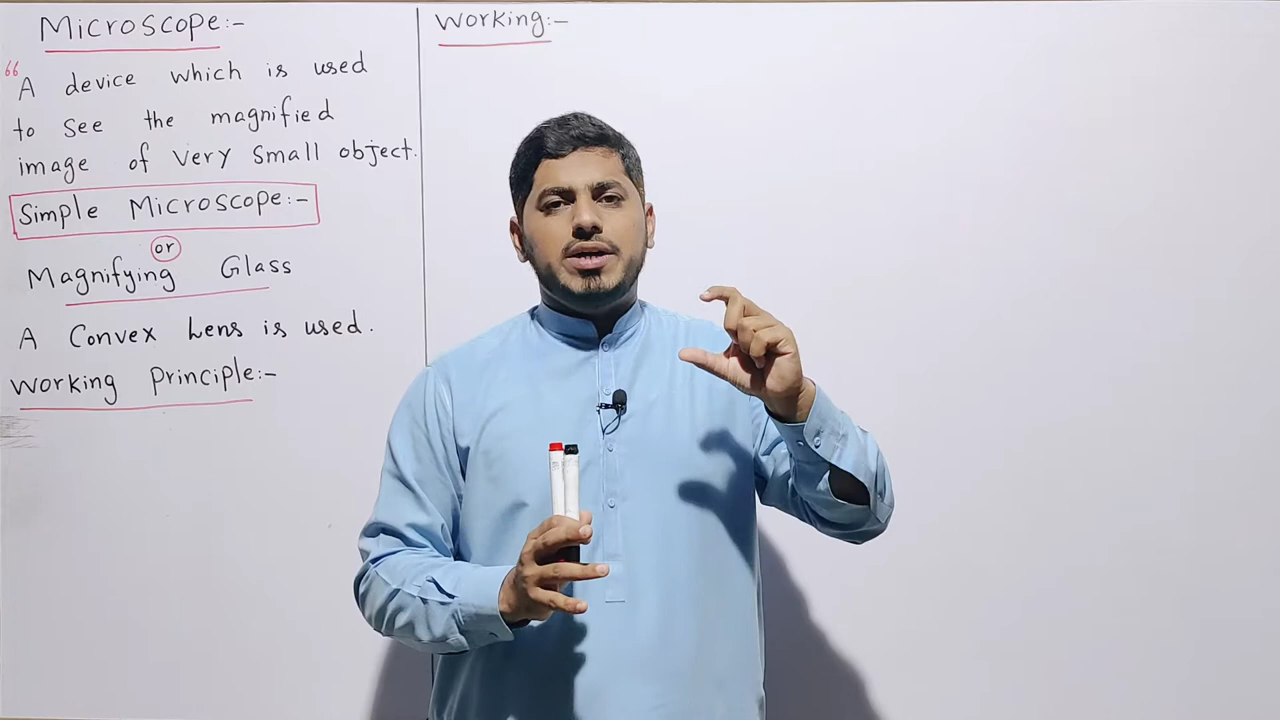 Microscope:-
“A device which is used
to see the magnified
image of very small object.
Simple Microscope:-
or
Magnifying Glass
A Convex Lens is used.
Working Principle:-
Working:-